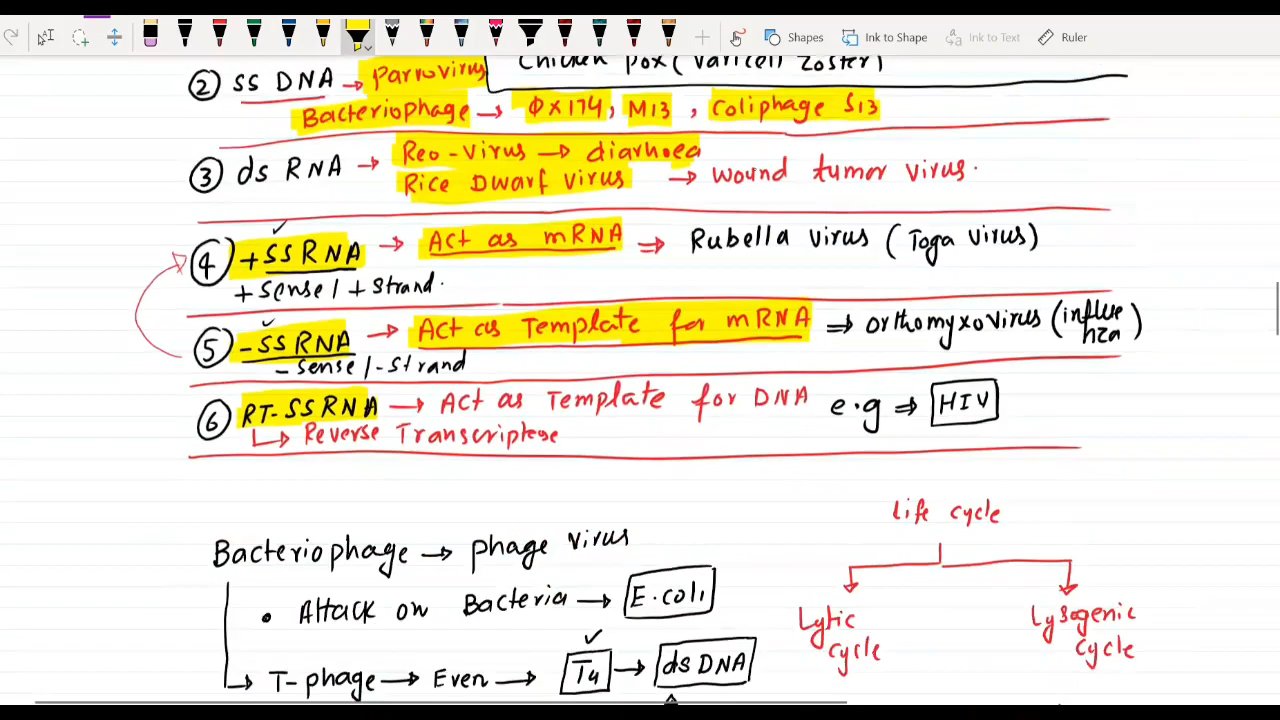 Shapes Ink to Shape Ink to Text Ruler
Chicken Pox (Varicell Zoster)
② SS DNA → Parvovirus
Bacteriophage → ΦX174, M13, Coliphage S13
③ ds RNA → Reo-Virus → diarhoea
Rice Dwarf Virus → Wound tumor virus.
④ +SSRNA → Act as mRNA ⇒ Rubella virus (Toga virus)
+ Sense / + Strand.
⑤ -SSRNA → Act as Template for mRNA ⇒ Orthomyxovirus (influenza)
- Sense / - Strand
⑥ RT-SSRNA → Act as Template for DNA e.g ⇒ HIV
↳ Reverse Transcriptase
life cycle
Bacteriophage → phage virus
• Attack on Bacteria → E.coli
Lytic cycle
Lysogenic cycle
→ T-phage → Even → T4 → dsDNA